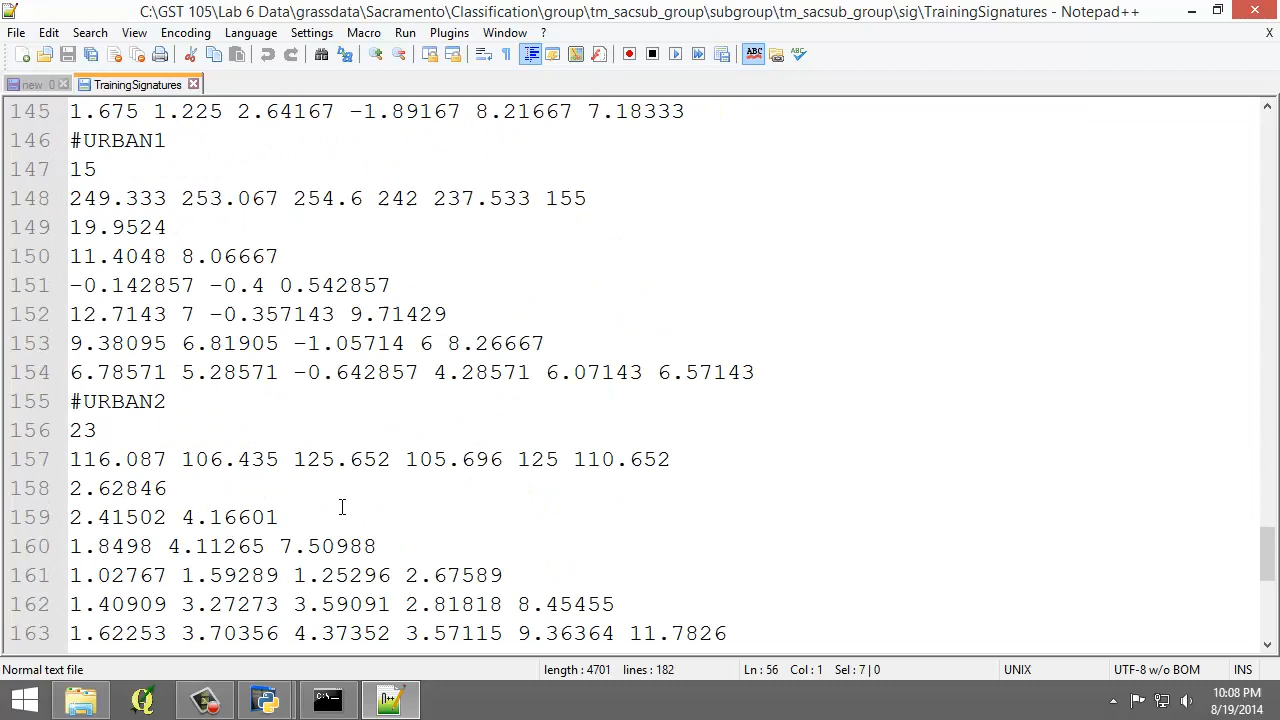 C:\GST 105\Lab 6 Data\grassdata\Sacramento\Classification\group\tm_sacsub_group\subgroup\tm_sacsub_group\sig\TrainingSignatures - Notepad++
File Edit Search View Encoding Language Settings Macro Run Plugins Window ? X
new 0 TrainingSignatures
145 1.675 1.225 2.64167 -1.89167 8.21667 7.18333
146 #URBAN1
147 15
148 249.333 253.067 254.6 242 237.533 155
149 19.9524
150 11.4048 8.06667
151 -0.142857 -0.4 0.542857
152 12.7143 7 -0.357143 9.71429
153 9.38095 6.81905 -1.05714 6 8.26667
154 6.78571 5.28571 -0.642857 4.28571 6.07143 6.57143
155 #URBAN2
156 23
157 116.087 106.435 125.652 105.696 125 110.652
158 2.62846
159 2.41502 4.16601
160 1.8498 4.11265 7.50988
161 1.02767 1.59289 1.25296 2.67589
162 1.40909 3.27273 3.59091 2.81818 8.45455
163 1.62253 3.70356 4.37352 3.57115 9.36364 11.7826
Normal text file length : 4701 lines : 182 Ln : 56 Col : 1 Sel : 7 | 0 UNIX UTF-8 w/o BOM INS
10:08 PM
8/19/2014